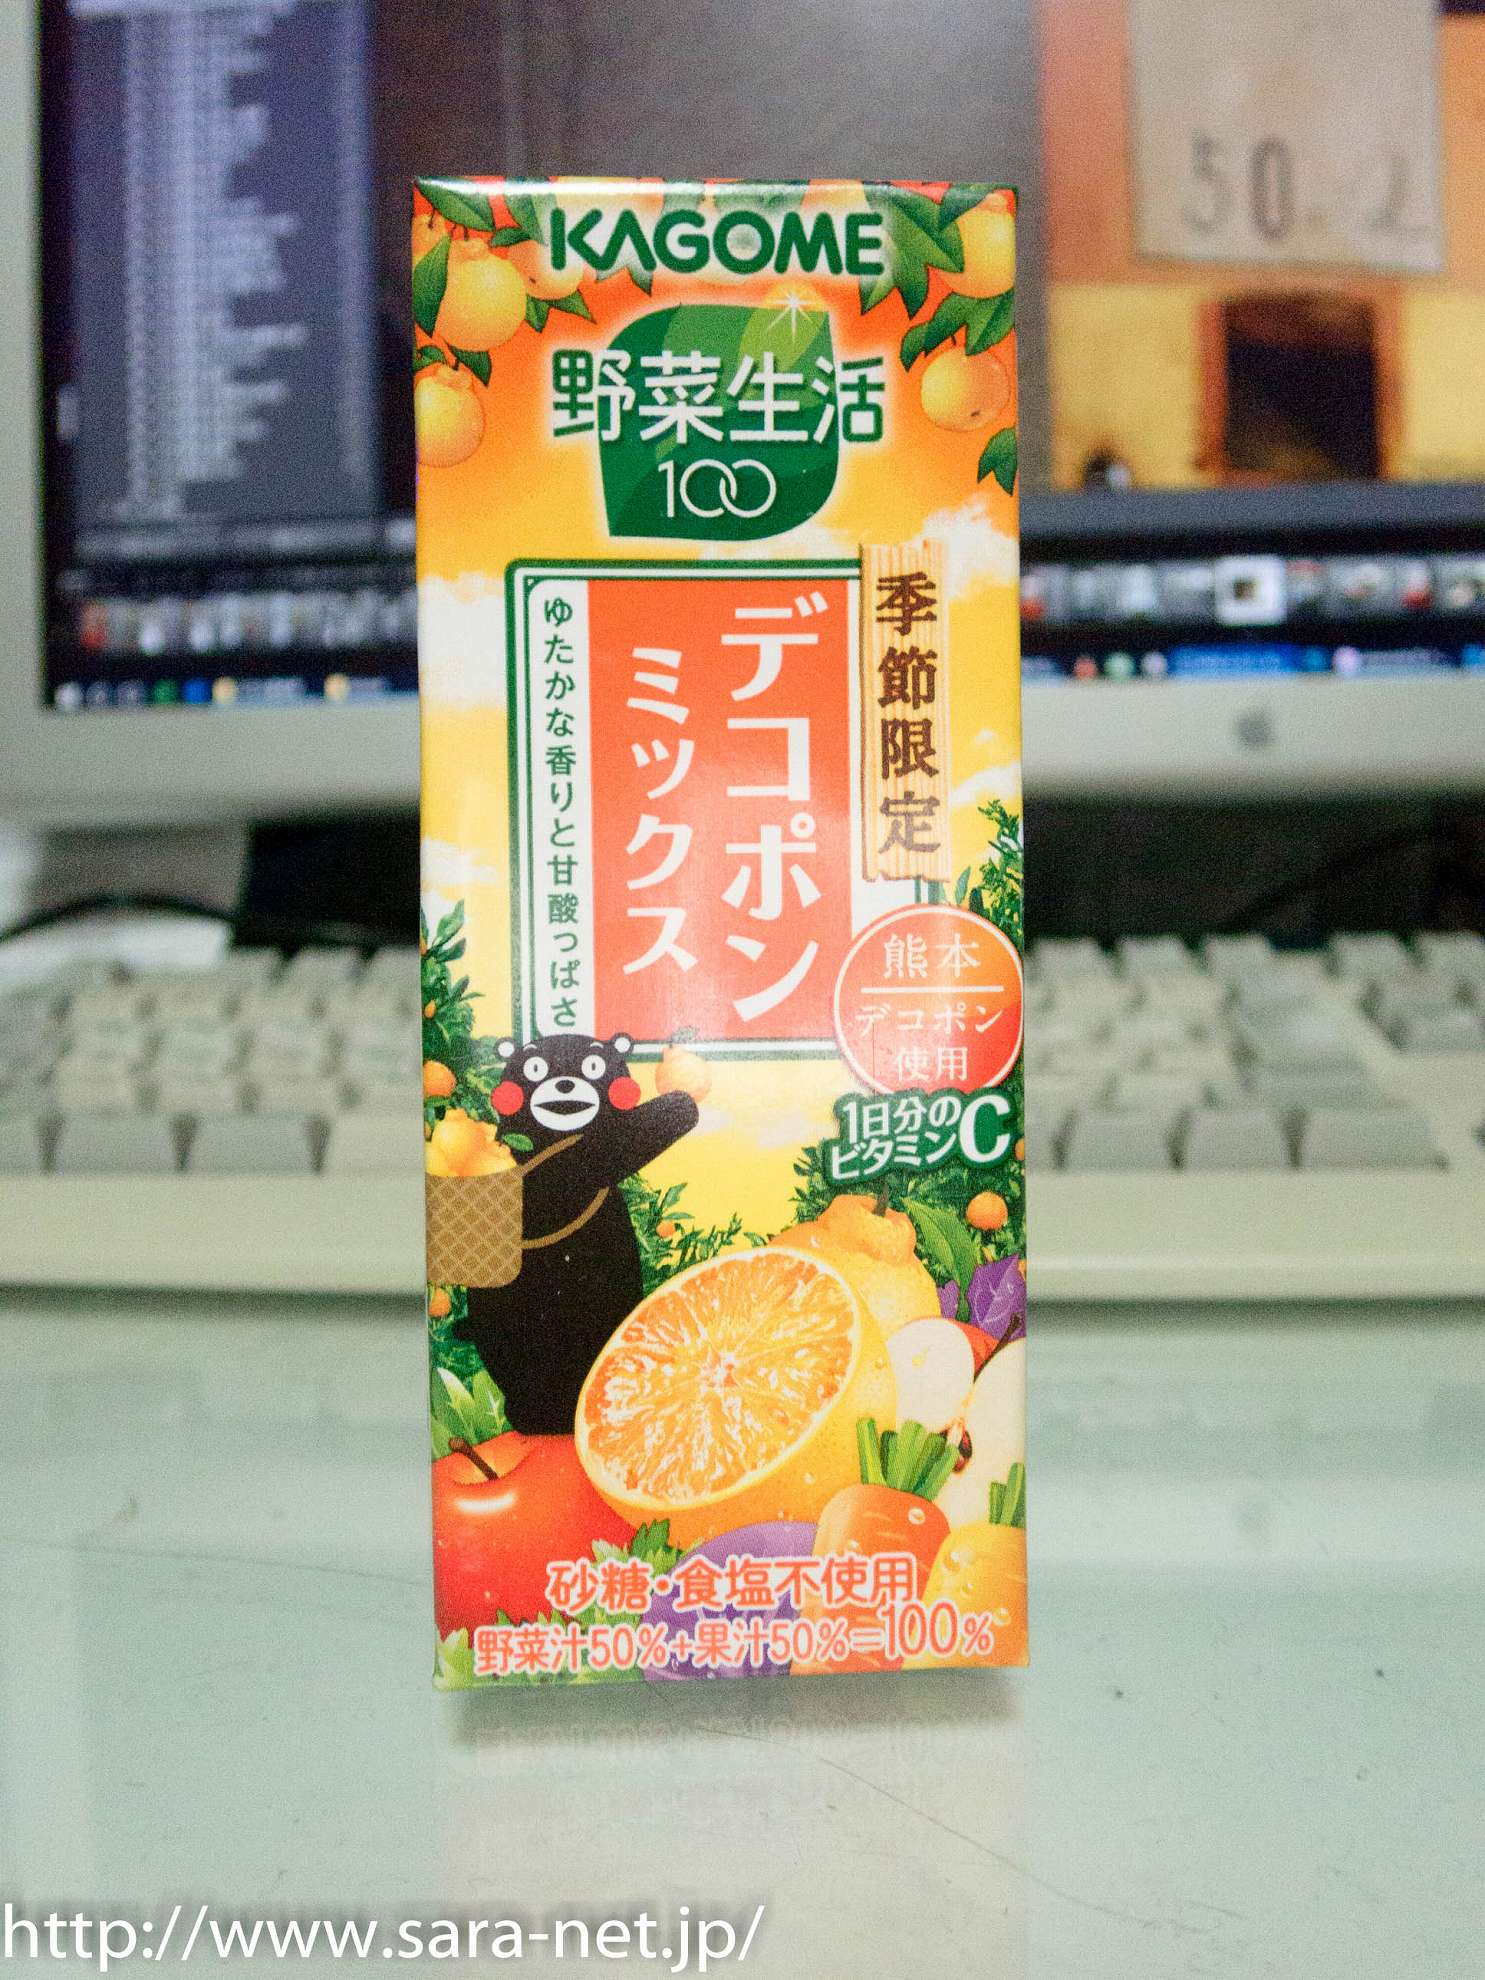 KAGOME
野菜生活
100
季節限定
デコポン
ミックス
ゆたかな香りと甘酸っぱさ
熊本
デコポン
使用
1日分の
ビタミンC
砂糖・食塩不使用
野菜汁50%+果汁50%=100%
http://www.sara-net.jp/